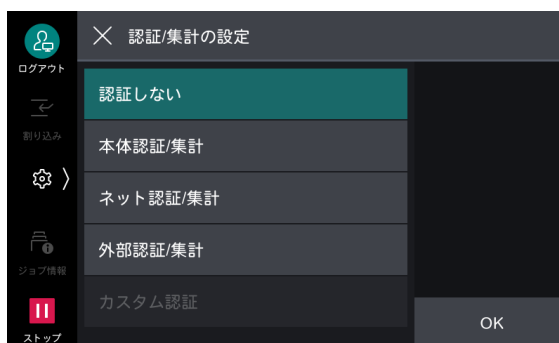 認証/集計の設定
ログアウト
認証しない
割り込み
本体認証/集計
ネット認証/集計
外部認証/集計
ジョブ情報
カスタム認証
OK
ストップ